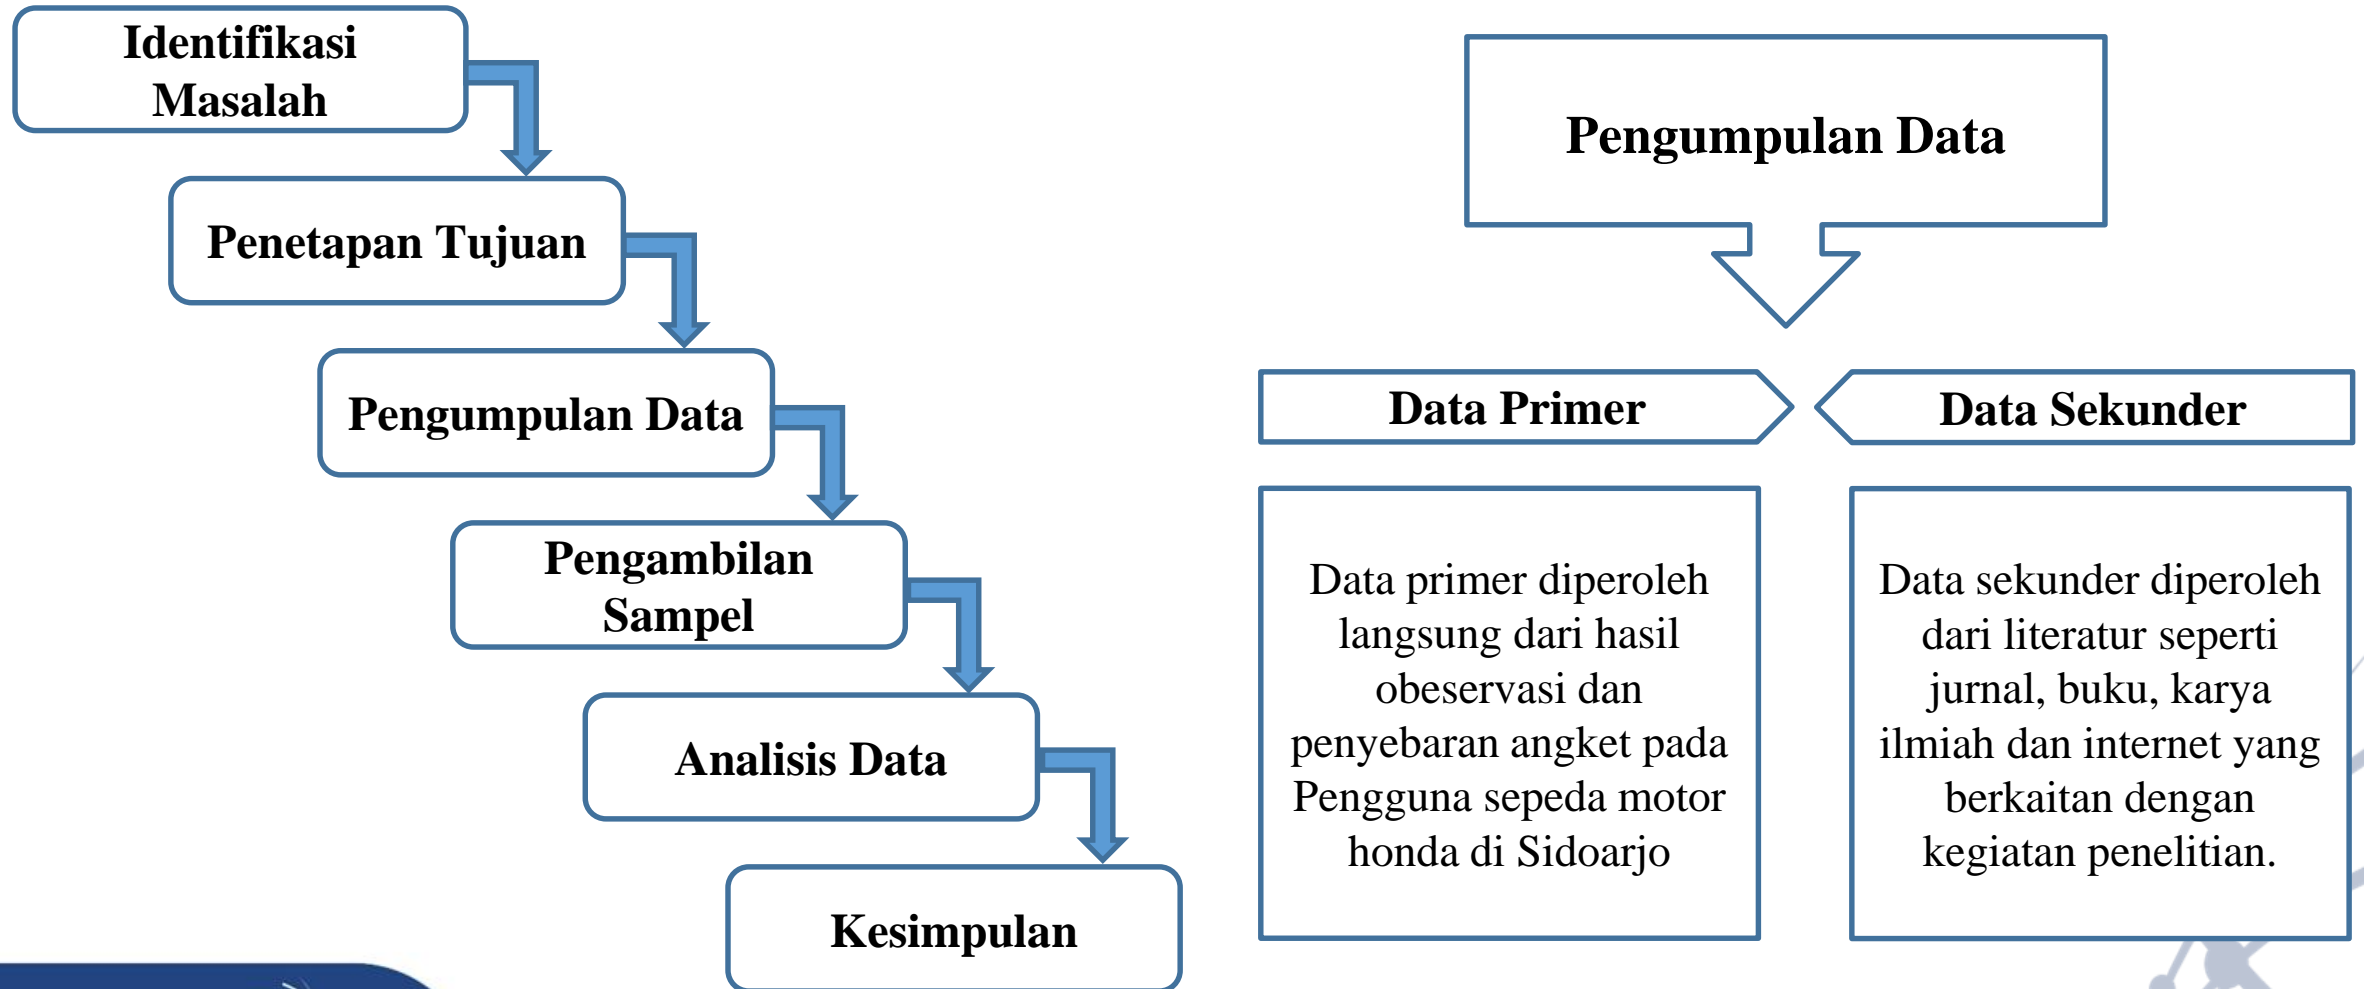 Identifikasi
Masalah
Penetapan Tujuan
Pengumpulan Data
Pengambilan
Sampel
Analisis Data
Kesimpulan
Pengumpulan Data
Data Primer
Data primer diperoleh
langsung dari hasil
obeservasi dan
penyebaran angket pada
Pengguna sepeda motor
honda di Sidoarjo
Data Sekunder
Data sekunder diperoleh
dari literatur seperti
jurnal, buku, karya
ilmiah dan internet yang
berkaitan dengan
kegiatan penelitian.